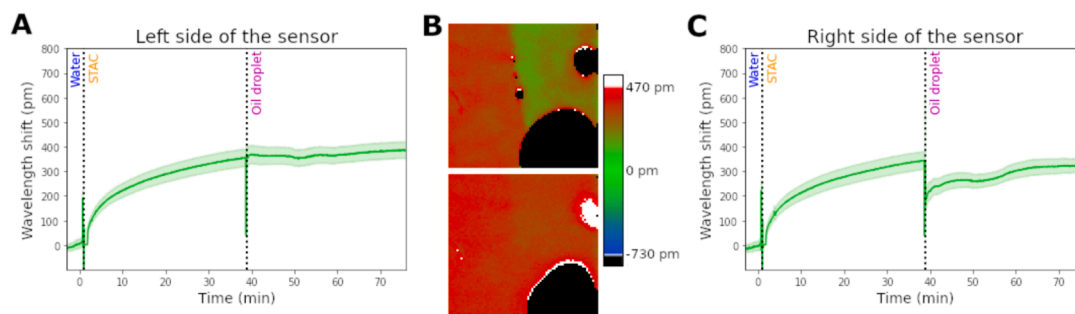 A
Left side of the sensor
Wavelength shift (pm)
800
700
600
500
400
300
200
100
0
Water
STAC
Oil droplet
0
10
20
30
40
50
60
70
Time (min)
B
470 pm
0 pm
-730 pm
C
Right side of the sensor
Wavelength shift (pm)
800
700
600
500
400
300
200
100
0
Water
STAC
Oil droplet
0
10
20
30
40
50
60
70
Time (min)